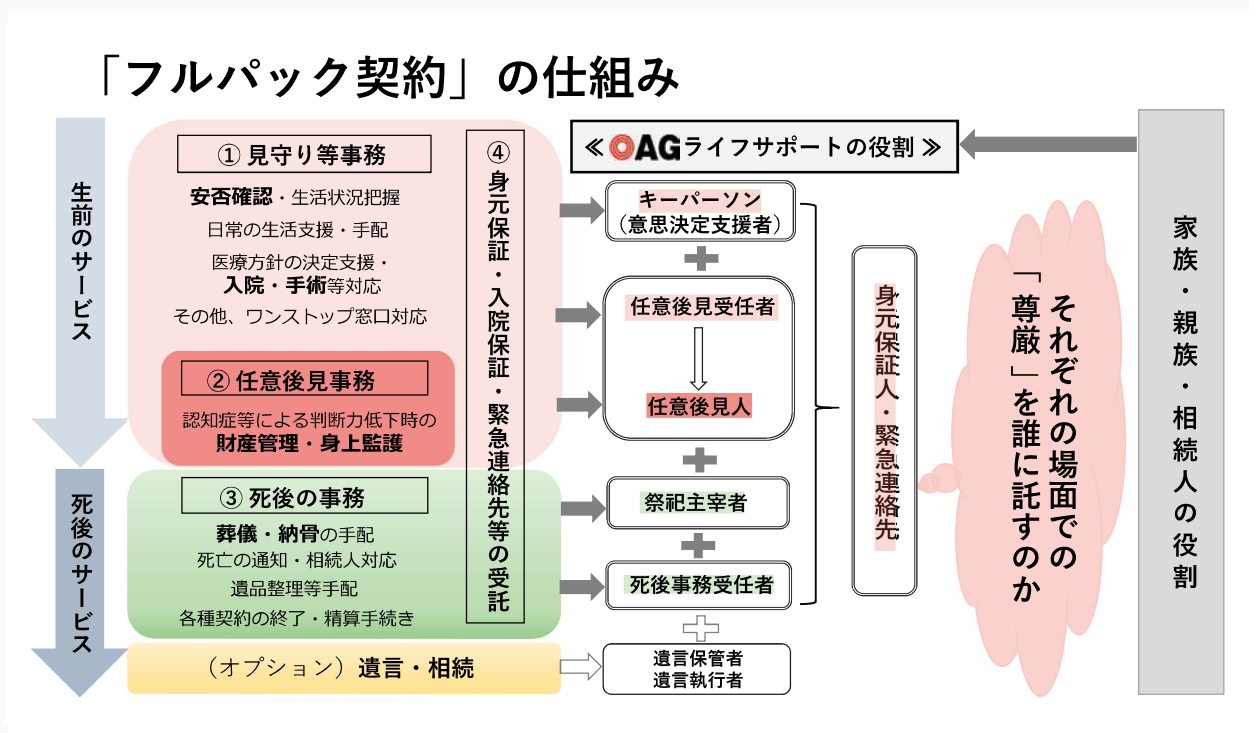 「フルパック契約」の仕組み
生前のサービス
① 見守り等事務
安否確認・生活状況把握
日常の生活支援・手配
医療方針の決定支援・
入院・手術等対応
その他、ワンストップ窓口対応
② 任意後見事務
認知症等による判断力低下時の
財産管理・身上監護
死後のサービス
③ 死後の事務
葬儀・納骨の手配
死亡の通知・相続人対応
遺品整理等手配
各種契約の終了・精算手続き
（オプション）遺言・相続
④身元保証・入院保証・緊急連絡先等の受託
≪ OAGライフサポートの役割 ≫
キーパーソン
（意思決定支援者）
任意後見受任者
任意後見人
祭祀主宰者
死後事務受任者
遺言保管者
遺言執行者
身元保証人・緊急連絡先
それぞれの場面での
「尊厳」を誰に託すのか
家族・親族・相続人の役割